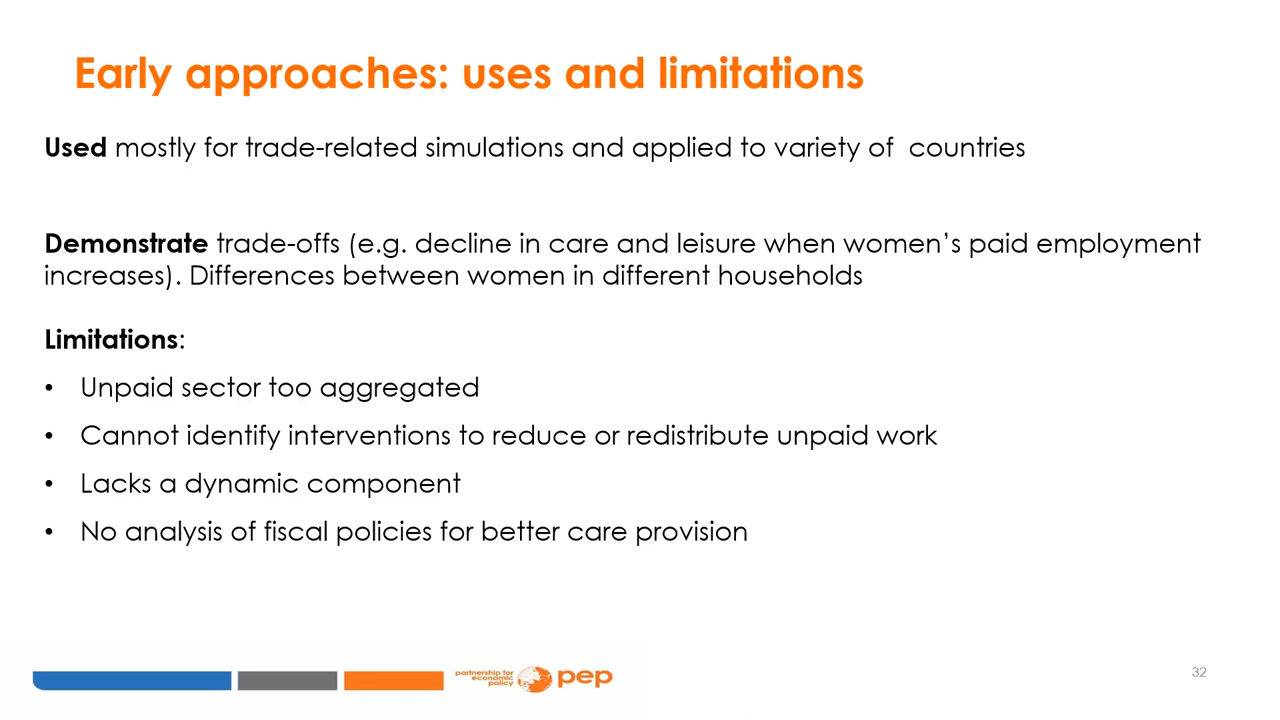 Early approaches: uses and limitations
Used mostly for trade-related simulations and applied to variety of  countries
Demonstrate trade-offs (e.g. decline in care and leisure when women’s paid employment
increases). Differences between women in different households
Limitations:
• Unpaid sector too aggregated
• Cannot identify interventions to reduce or redistribute unpaid work
• Lacks a dynamic component
• No analysis of fiscal policies for better care provision
partnership for
economic
policy
pep
32